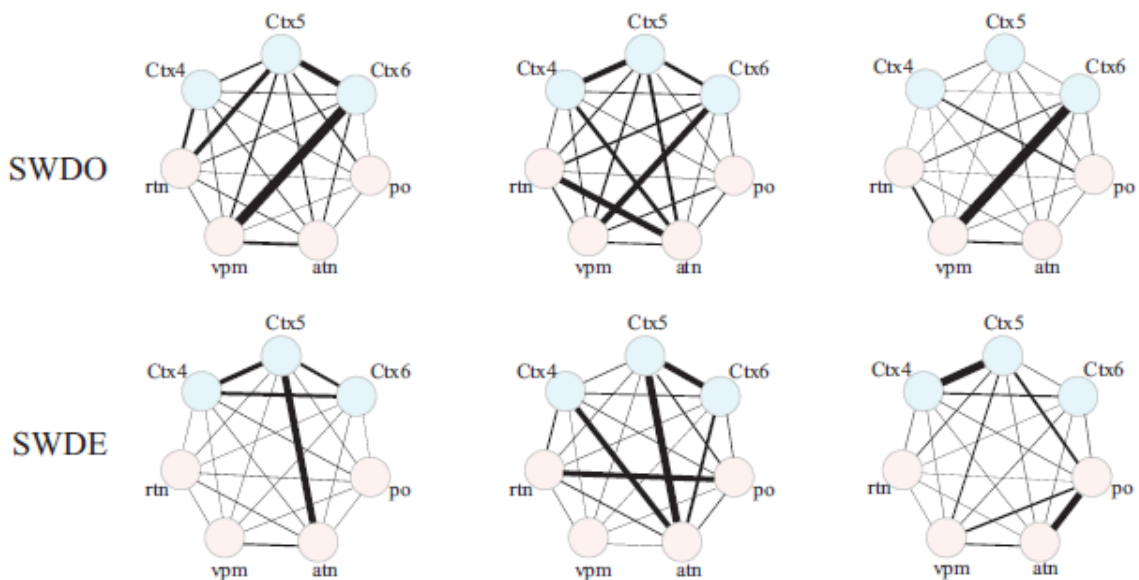 Ctx5 Ctx5 Ctx5
Ctx4 Ctx6 Ctx4 Ctx6 Ctx4 Ctx6
SWDO
rtn po rtn po rtn po
vpm atn vpm atn vpm atn
Ctx5 Ctx5 Ctx5
Ctx4 Ctx6 Ctx4 Ctx6 Ctx4 Ctx6
SWDE
rtn po rtn po rtn po
vpm atn vpm atn vpm atn